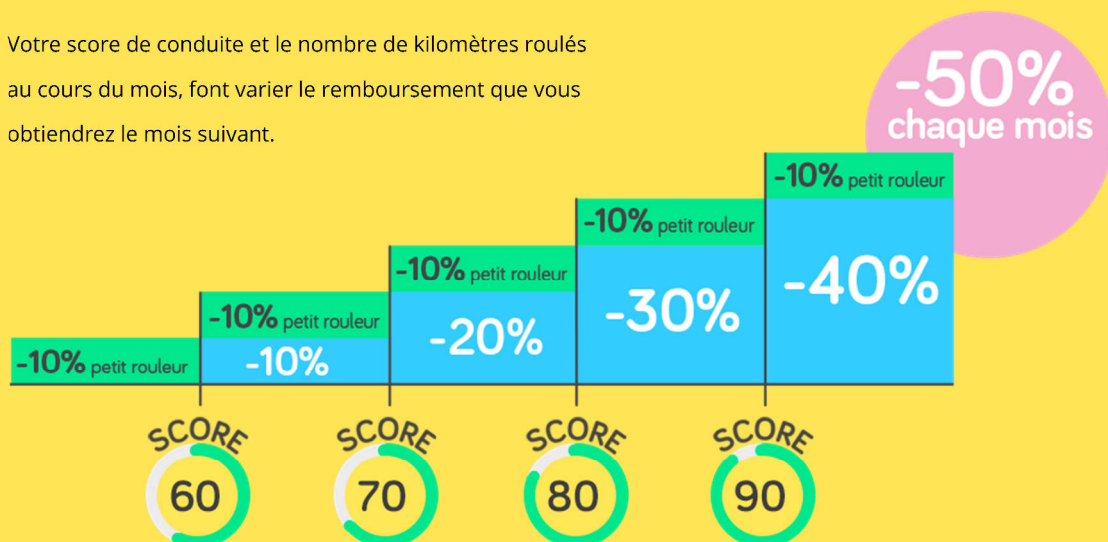 Votre score de conduite et le nombre de kilomètres roulés
au cours du mois, font varier le remboursement que vous
obtiendrez le mois suivant.
-50%
chaque mois
-10% petit rouleur
-40%
-10% petit rouleur
-30%
-10% petit rouleur
-20%
-10% petit rouleur
-10%
-10% petit rouleur
SCORE
60
SCORE
70
SCORE
80
SCORE
90